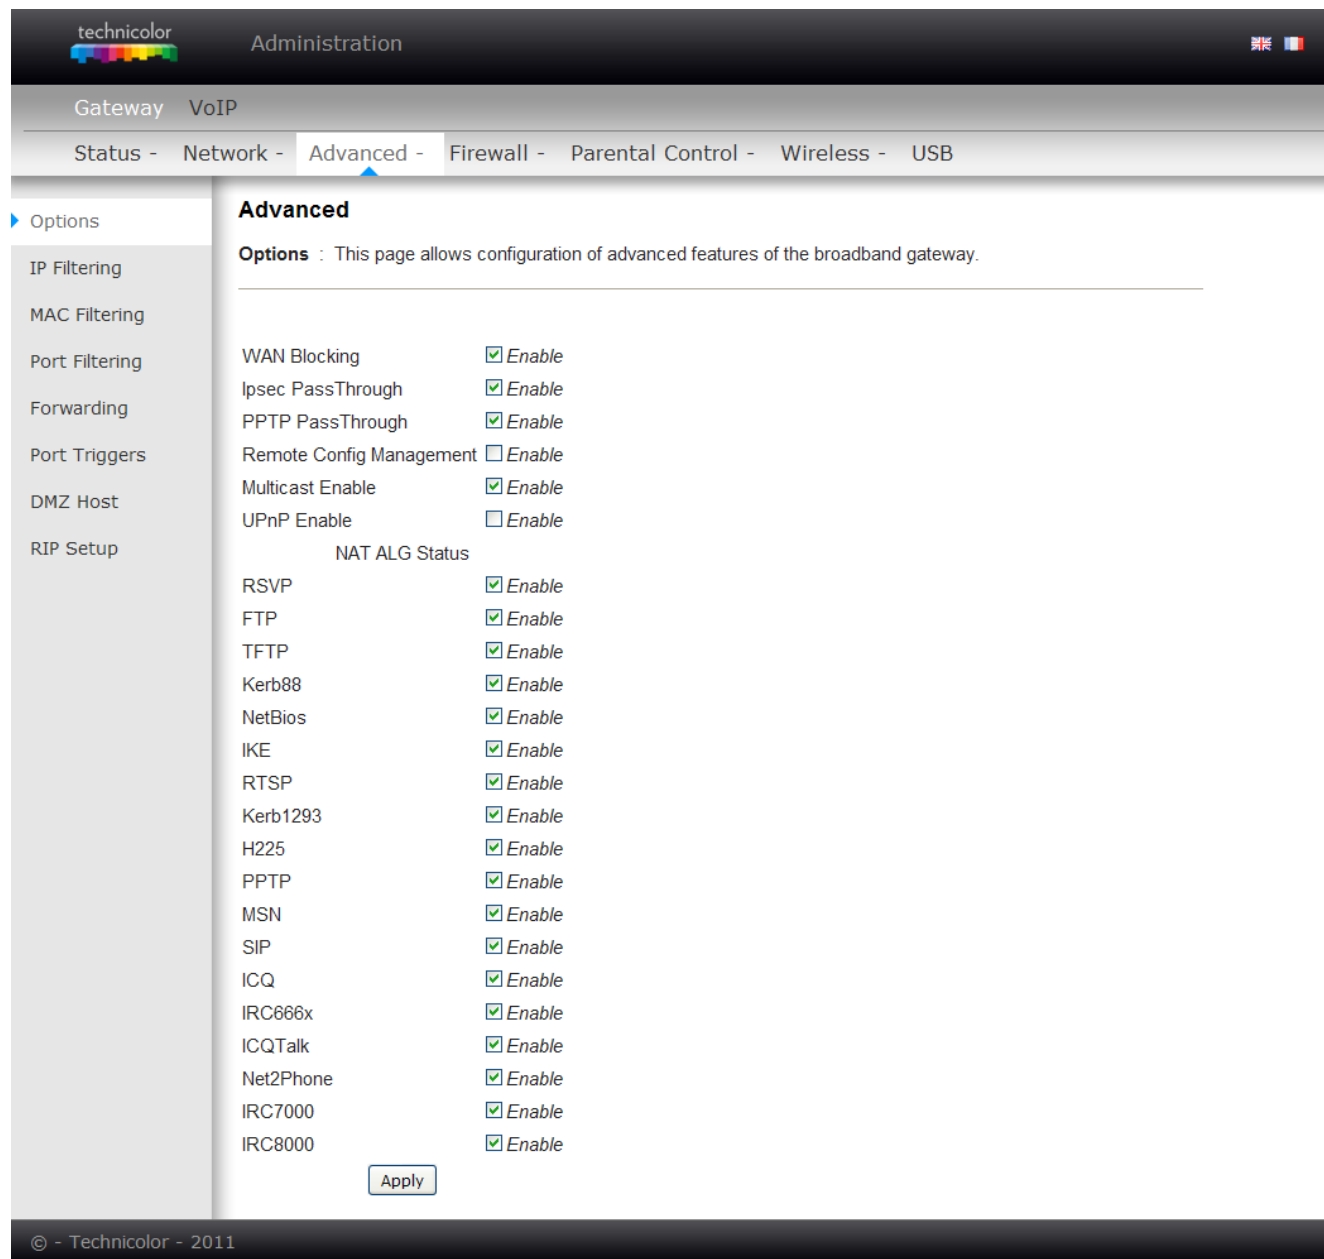 technicolor
Administration
Gateway VoIP
Status - Network - Advanced - Firewall - Parental Control - Wireless - USB
Options
IP Filtering
MAC Filtering
Port Filtering
Forwarding
Port Triggers
DMZ Host
RIP Setup
Advanced
Options : This page allows configuration of advanced features of the broadband gateway.
WAN Blocking Enable
Ipsec PassThrough Enable
PPTP PassThrough Enable
Remote Config Management Enable
Multicast Enable Enable
UPnP Enable Enable
NAT ALG Status
RSVP Enable
FTP Enable
TFTP Enable
Kerb88 Enable
NetBios Enable
IKE Enable
RTSP Enable
Kerb1293 Enable
H225 Enable
PPTP Enable
MSN Enable
SIP Enable
ICQ Enable
IRC666x Enable
ICQTalk Enable
Net2Phone Enable
IRC7000 Enable
IRC8000 Enable
Apply
© - Technicolor - 2011